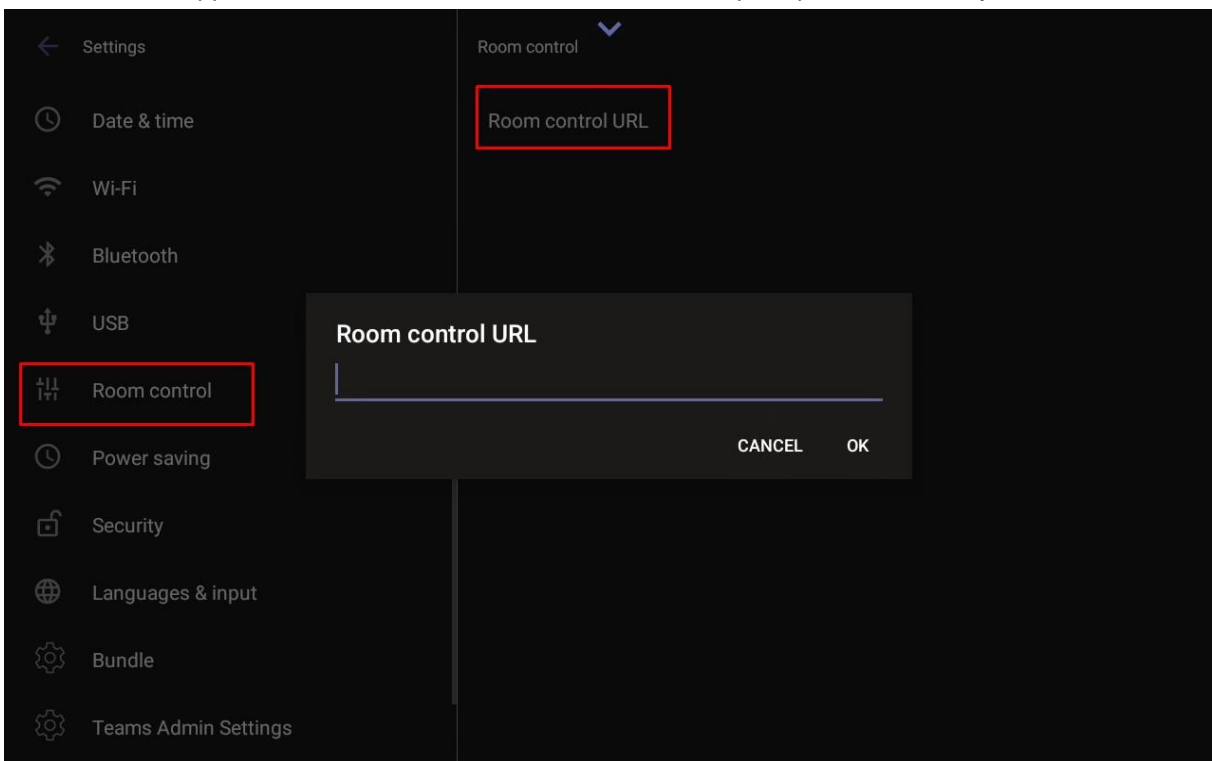 Settings
Date & time
Wi-Fi
Bluetooth
USB
Room control
Power saving
Security
Languages & input
Bundle
Teams Admin Settings
Room control
Room control URL
Room control URL
CANCEL OK